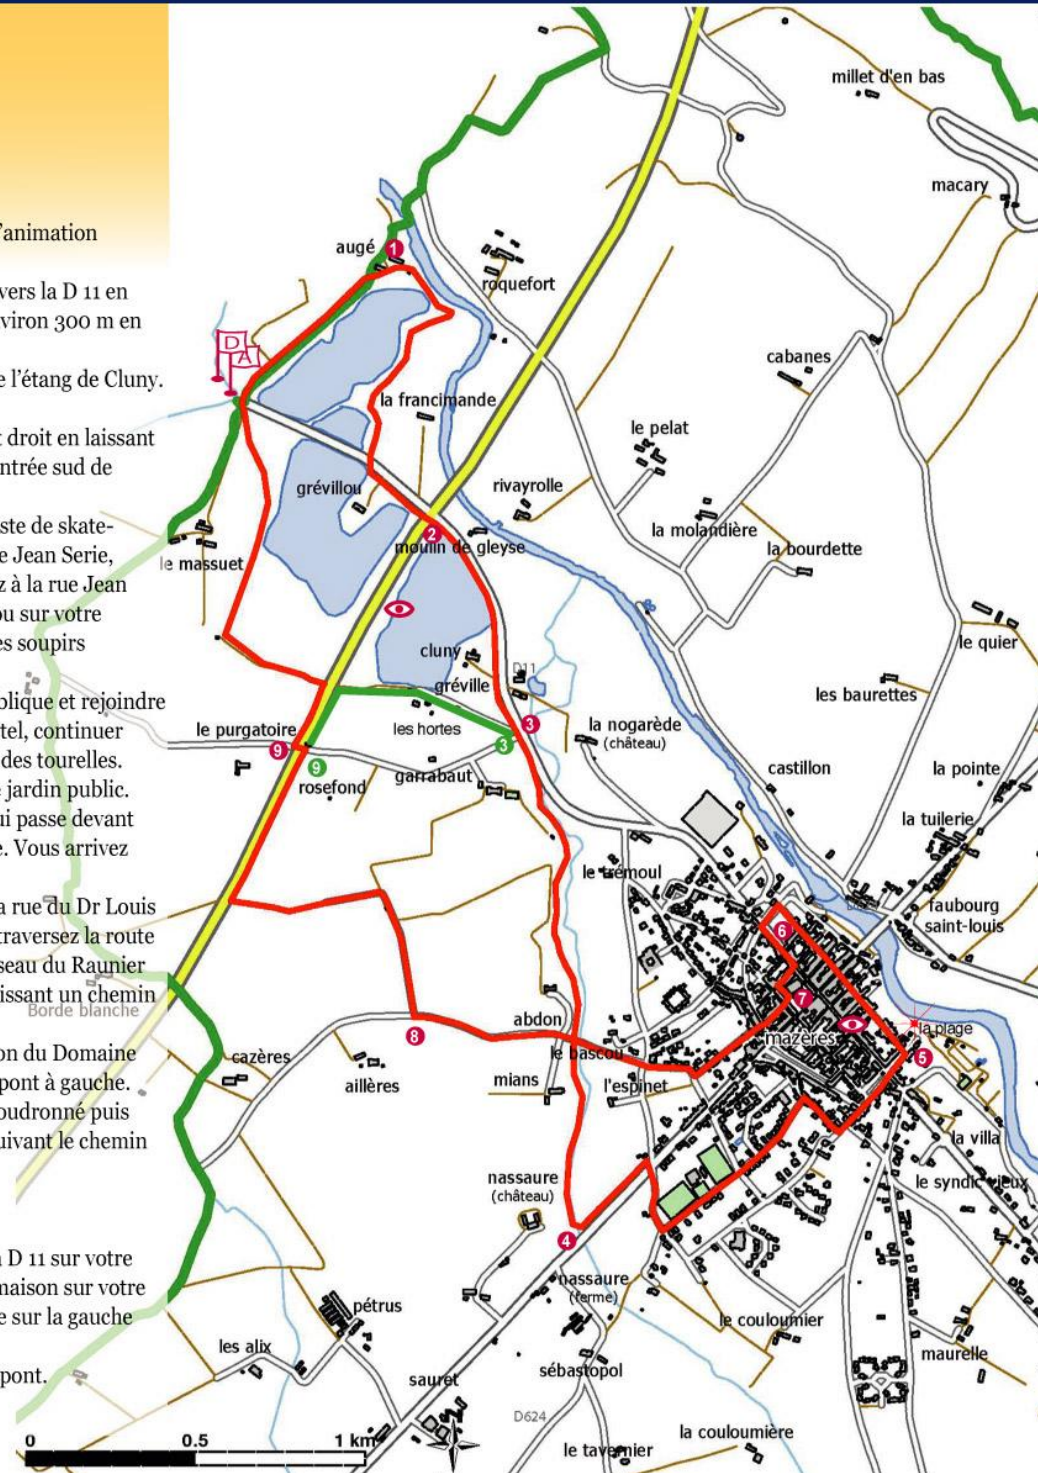 ’animation
vers la D 11 en
viron 300 m en
e l’étang de Cluny.
t droit en laissant
ntrée sud de
iste de skate-
e Jean Serie,
z à la rue Jean
ou sur votre
es soupirs
blique et rejoindre
tel, continuer
des tourelles.
e jardin public.
ui passe devant
e. Vous arrivez
a rue du Dr Louis
traversez la route
seau du Raunier
issant un chemin
on du Domaine
pont à gauche.
oudronné puis
uivant le chemin
a D 11 sur votre
maison sur votre
e sur la gauche
pont.
millet d'en bas
macary
augé
1
roquefort
D
A
cabanes
la francimande
le pelat
grévillou
rivayrolle
la molandière
2
moulin de gleyse
la bourdette
le massuet
le quier
cluny
D11
gréville
les baurettes
le purgatoire
les hortes
3
3
la nogarède
(château)
9
9
rosefond
garrabaut
castillon
la pointe
la tuilerie
le trémoul
faubourg
saint-louis
6
7
Borde blanche
abdon
8
le bascou
mazères
la plage
5
cazères
aillères
mians
l'espinet
la villa
nassaure
(château)
le syndic vieux
4
nassaure
(ferme)
pétrus
le couloumier
les alix
maurelle
sauret
sébastopol
D624
la couloumière
le tavernier
0 0.5 1 km